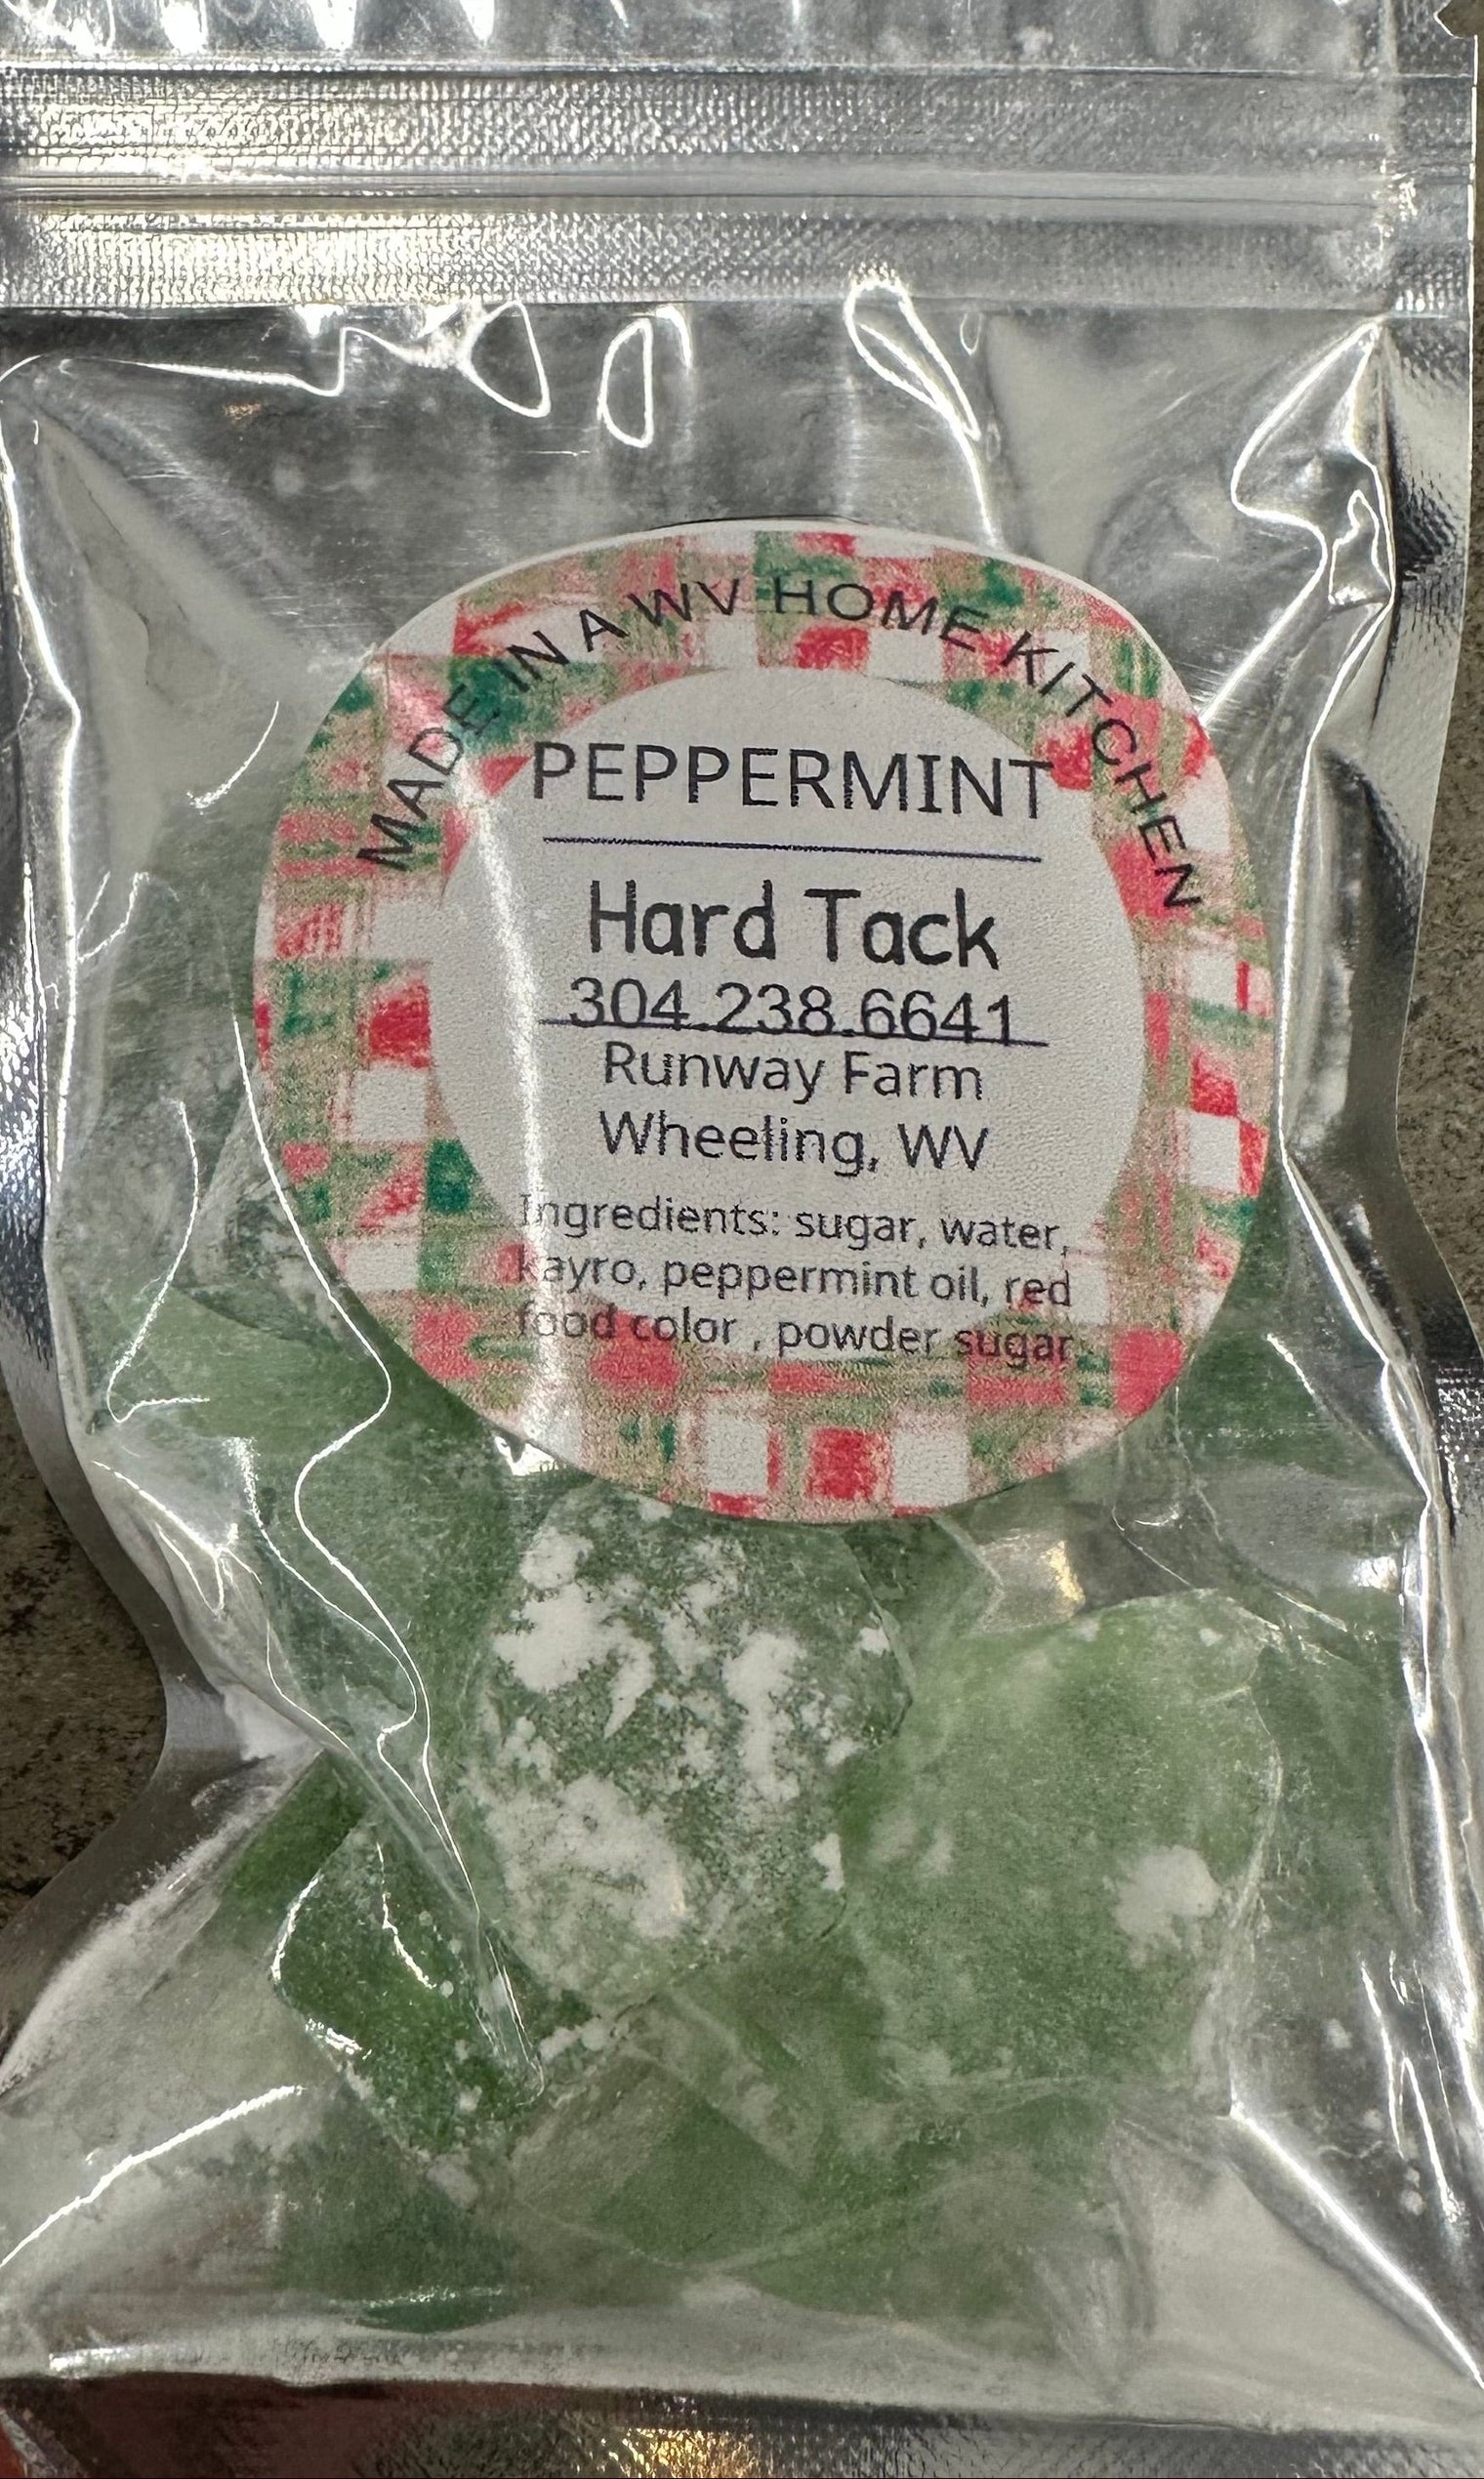 MADE IN A WV HOME KITCHEN
PEPPERMINT
Hard Tack
304.238.6641
Runway Farm
Wheeling, WV
Ingredients: sugar, water,
kayro, peppermint oil, red
food color , powder sugar